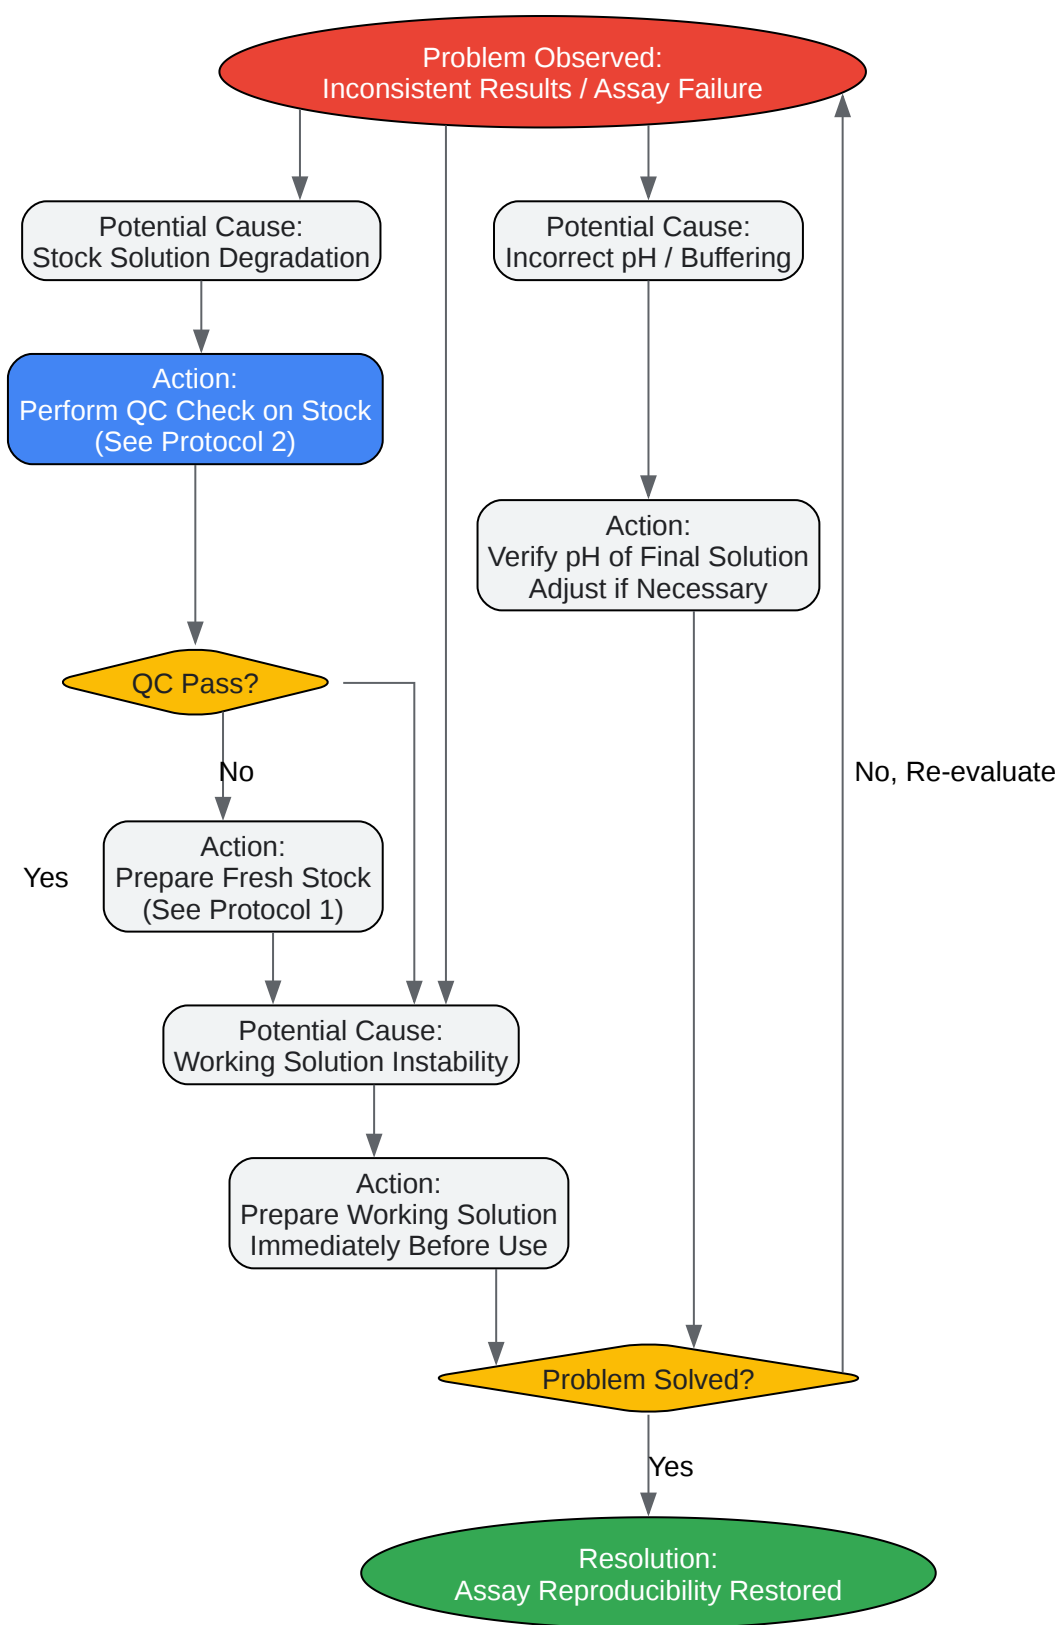 Problem Observed:
Inconsistent Results / Assay Failure
Potential Cause:
Stock Solution Degradation
Potential Cause:
Incorrect pH / Buffering
Action:
Perform QC Check on Stock
(See Protocol 2)
Action:
Verify pH of Final Solution
Adjust if Necessary
QC Pass?
No
No, Re-evaluate
Action:
Prepare Fresh Stock
(See Protocol 1)
Yes
Potential Cause:
Working Solution Instability
Action:
Prepare Working Solution
Immediately Before Use
Problem Solved?
Yes
Resolution:
Assay Reproducibility Restored